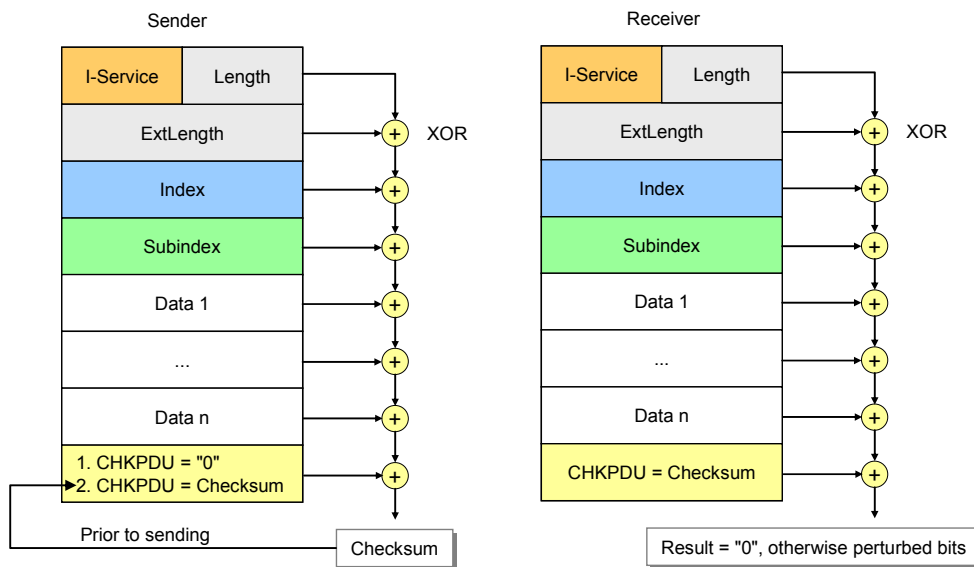 Sender
I-Service
Length
ExtLength
XOR
Index
Subindex
+
+
+
Data 1
+
...
+
Data n
+
1. CHKPDU = "0"
2. CHKPDU = Checksum
+
Prior to sending
Checksum
Receiver
I-Service
Length
ExtLength
+
XOR
Index
+
Subindex
+
Data 1
+
...
+
Data n
+
CHKPDU = Checksum
+
Result = "0", otherwise perturbed bits